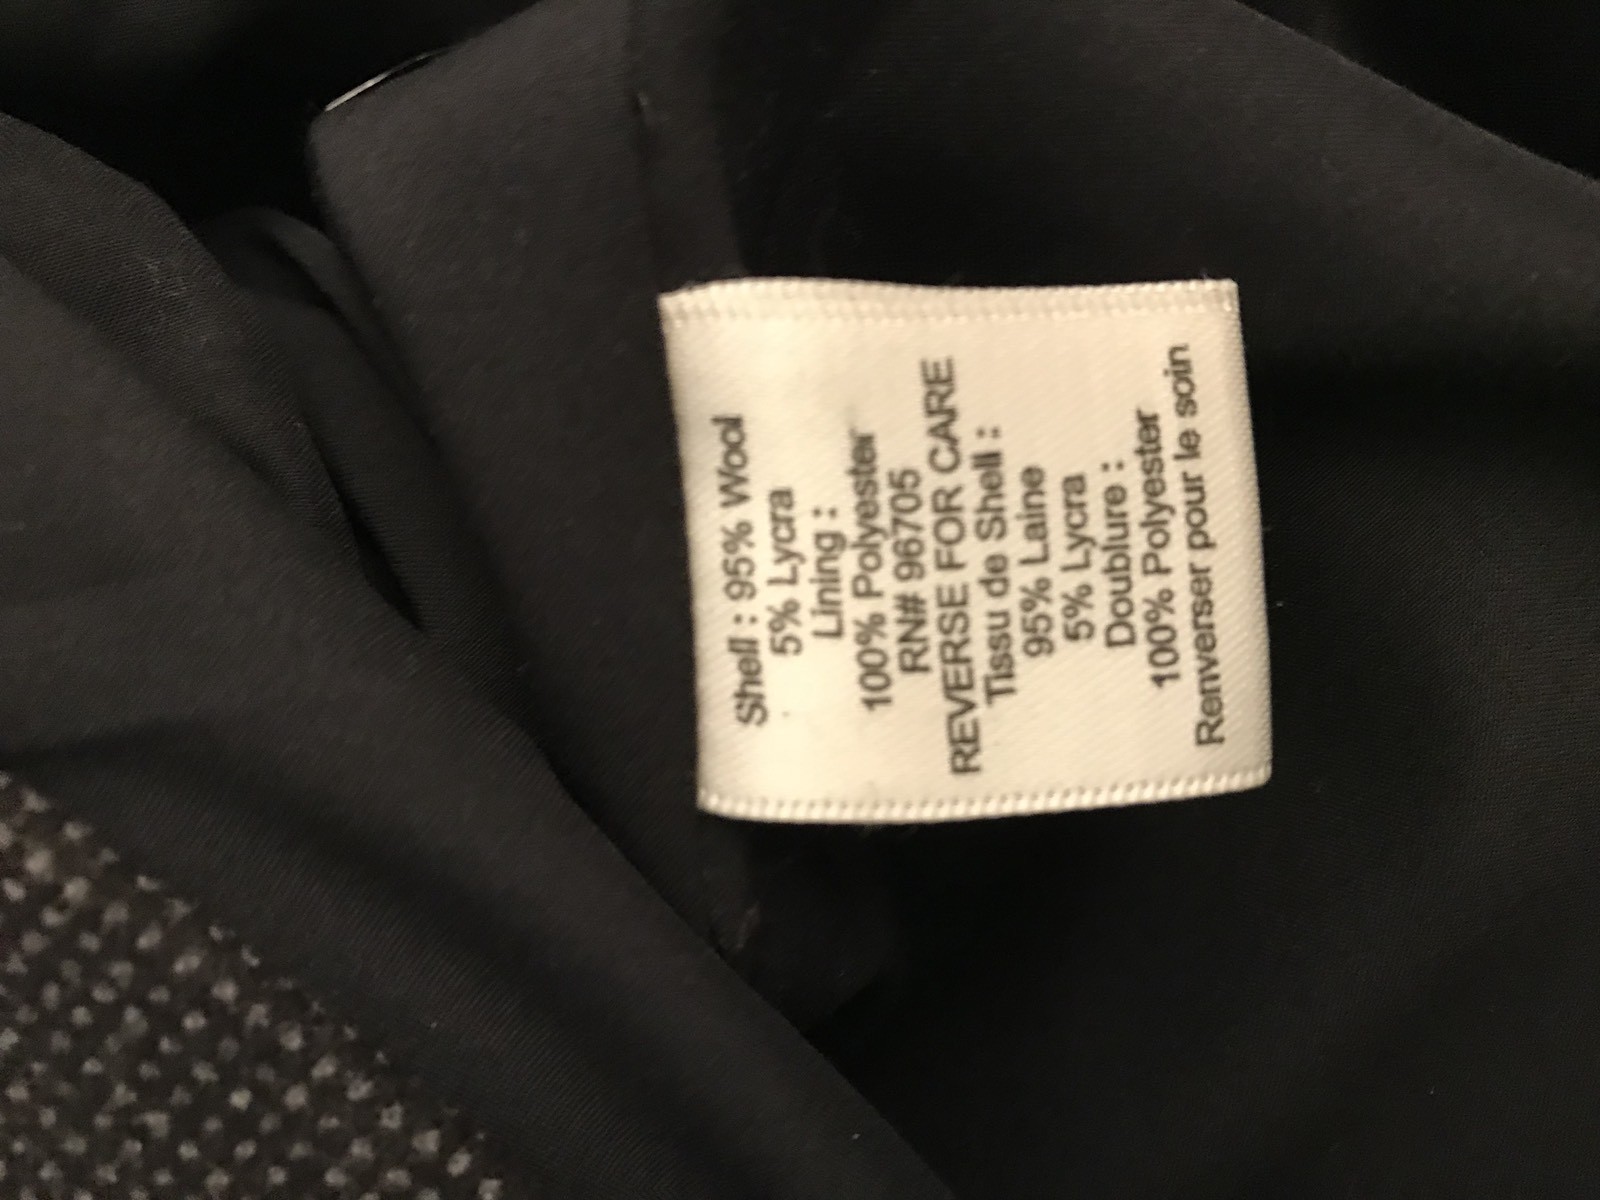 Shell : 95% Wool
5% Lycra
Lining :
100% Polyester
RN# 96705
REVERSE FOR CARE
Tissu de Shell :
95% Laine
5% Lycra
Doublure :
100% Polyester
Renverser pour le soin